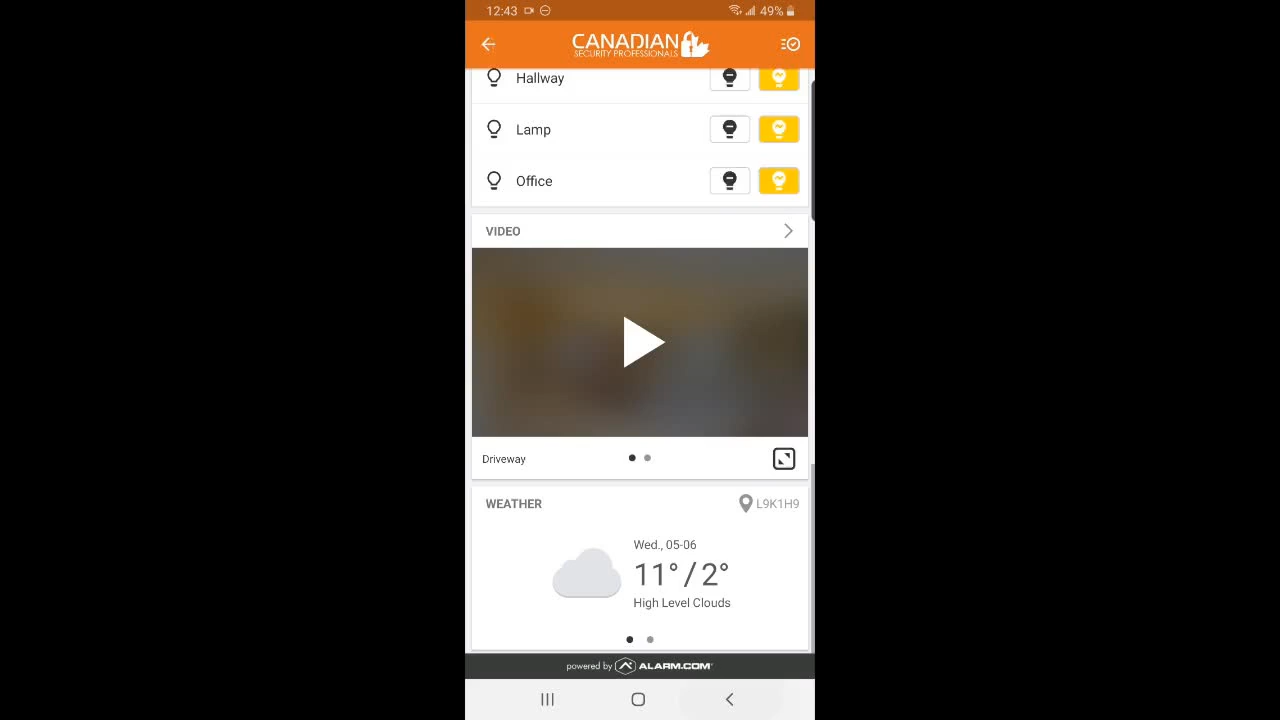 12:43
49%
CANADIAN
SECURITY PROFESSIONALS
Hallway
Lamp
Office
VIDEO
Driveway
WEATHER
L9K1H9
Wed., 05-06
11° / 2°
High Level Clouds
powered by ALARM.COM